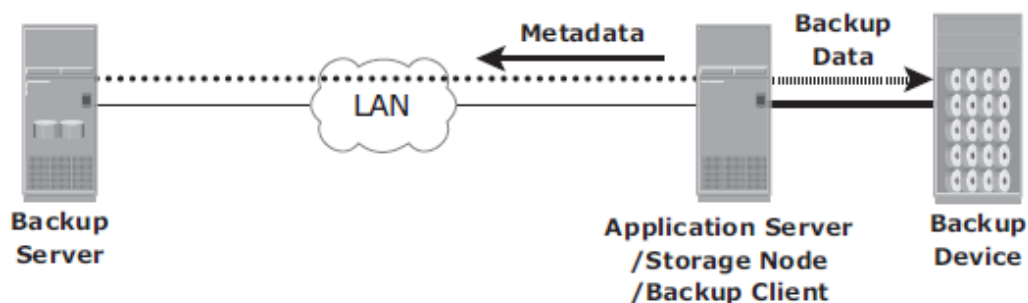 Metadata
Backup
Data
LAN
Backup
Server
Application Server
/Storage Node
/Backup Client
Backup
Device